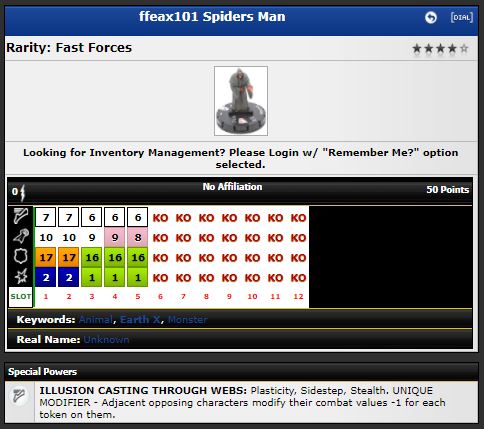 ffeax101 Spiders Man
[DIAL]
Rarity: Fast Forces
Looking for Inventory Management? Please Login w/ "Remember Me?" option
selected.
0 No Affiliation 50 Points
7 7 6 6 6 KO KO KO KO KO KO KO
10 10 9 9 8 KO KO KO KO KO KO KO
17 17 16 16 16 KO KO KO KO KO KO KO
2 2 1 1 1 KO KO KO KO KO KO KO
SLOT 1 2 3 4 5 6 7 8 9 10 11 12
Keywords: Animal, Earth X, Monster
Real Name: Unknown
Special Powers
ILLUSION CASTING THROUGH WEBS: Plasticity, Sidestep, Stealth. UNIQUE
MODIFIER - Adjacent opposing characters modify their combat values -1 for each
token on them.